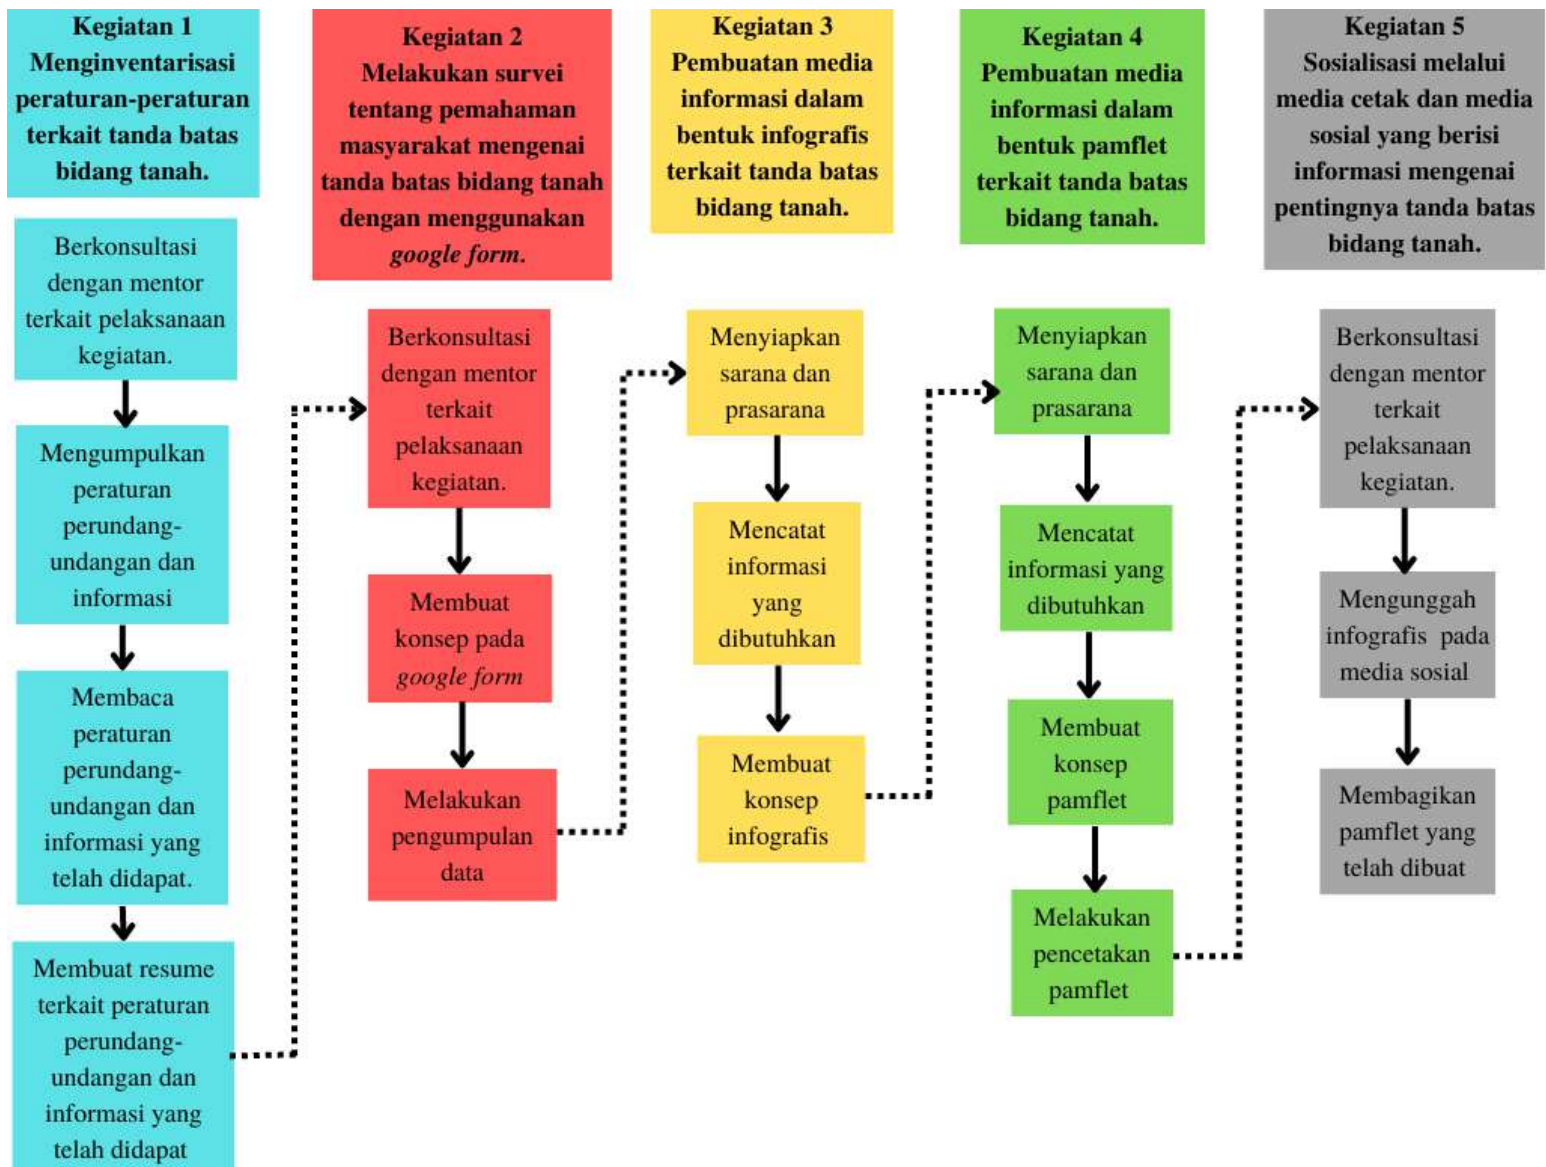 Kegiatan 1
Menginventarisasi
peraturan-peraturan
terkait tanda batas
bidang tanah.
Berkonsultasi
dengan mentor
terkait pelaksanaan
kegiatan.
Mengumpulkan
peraturan
perundang-
undangan dan
informasi
Membaca
peraturan
perundang-
undangan dan
informasi yang
telah didapat.
Membuat resume
terkait peraturan
perundang-
undangan dan
informasi yang
telah didapat
Kegiatan 2
Melakukan survei
tentang pemahaman
masyarakat mengenai
tanda batas bidang tanah
dengan menggunakan
google form.
Berkonsultasi
dengan mentor
terkait
pelaksanaan
kegiatan.
Membuat
konsep pada
google form
Melakukan
pengumpulan
data
Kegiatan 3
Pembuatan media
informasi dalam
bentuk infografis
terkait tanda batas
bidang tanah.
Menyiapkan
sarana dan
prasarana
Mencatat
informasi
yang
dibutuhkan
Membuat
konsep
infografis
Kegiatan 4
Pembuatan media
informasi dalam
bentuk pamflet
terkait tanda batas
bidang tanah.
Menyiapkan
sarana dan
prasarana
Mencatat
informasi yang
dibutuhkan
Membuat
konsep
pamflet
Melakukan
pencetakan
pamflet
Kegiatan 5
Sosialisasi melalui
media cetak dan media
sosial yang berisi
informasi mengenai
pentingnya tanda batas
bidang tanah.
Berkonsultasi
dengan mentor
terkait
pelaksanaan
kegiatan.
Mengunggah
infografis pada
media sosial
Membagikan
pamflet yang
telah dibuat